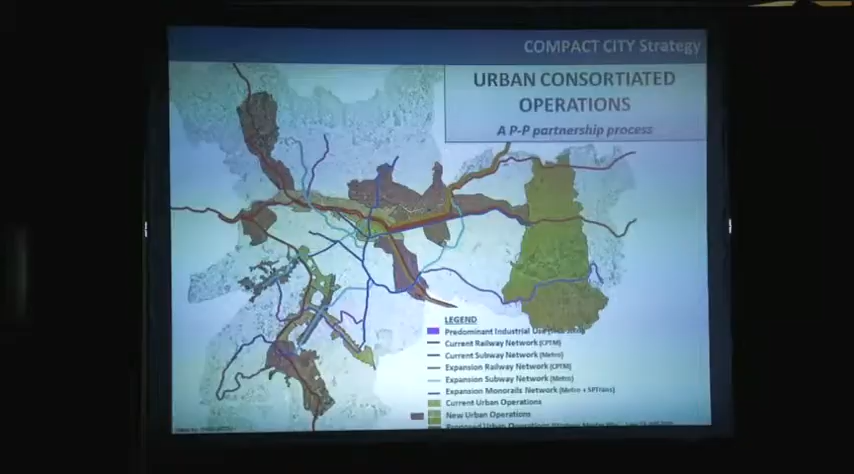 COMPACT CITY Strategy
URBAN CONSORTIATED
OPERATIONS
A P-P partnership process
LEGEND
Predominant Industrial Use
Current Railway Network (CPTM)
Current Subway Network (Metro)
Expansion Railway Network (CPTM)
Expansion Subway Network (Metro)
Expansion Monorails Network (Metro + SPTrans)
Current Urban Operations
New Urban Operations